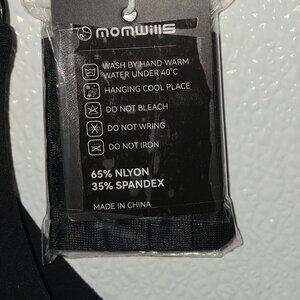 momwills
WASH BY HAND WARM
WATER UNDER 40°C
HANGING COOL PLACE
DO NOT BLEACH
DO NOT WRING
DO NOT IRON
65% NLYON
35% SPANDEX
MADE IN CHINA